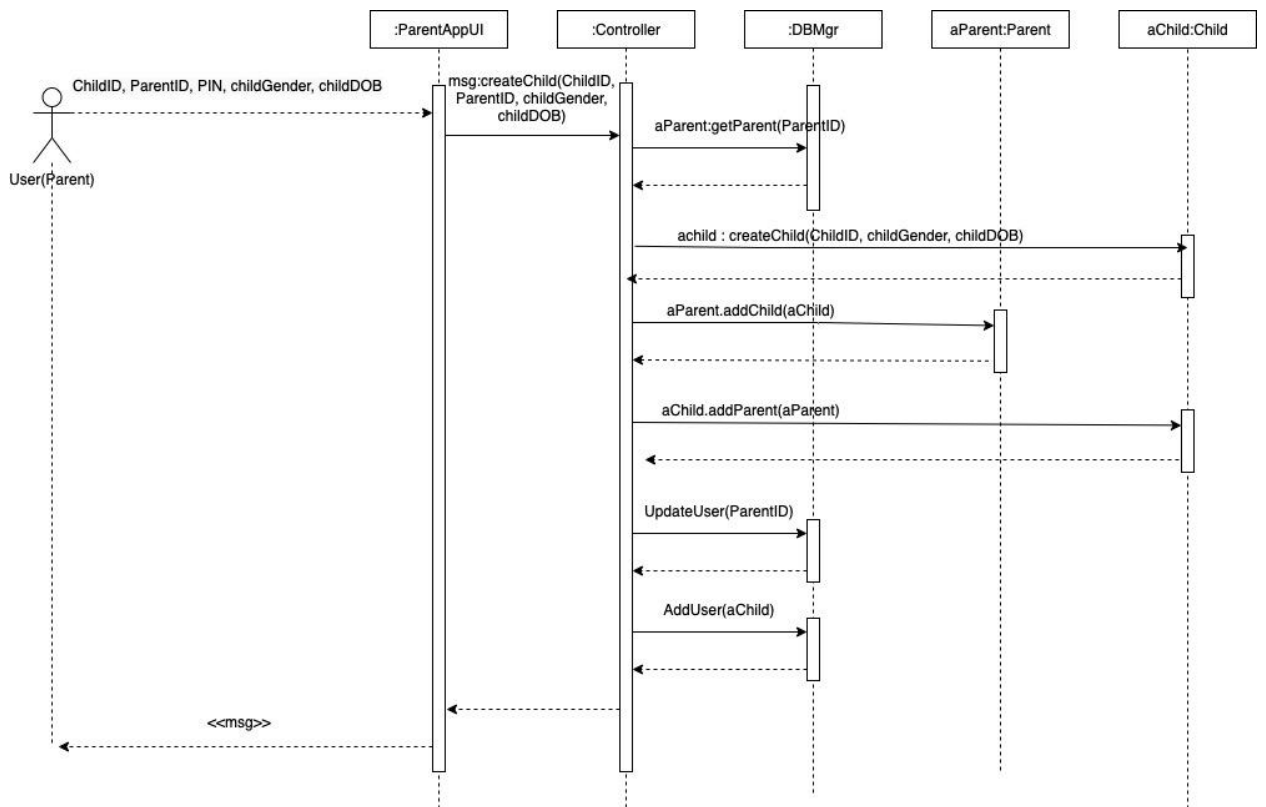 :ParentAppUI
:Controller
:DBMgr
aParent:Parent
aChild:Child
ChildID, ParentID, PIN, childGender, childDOB
msg:createChild(ChildID,
ParentID, childGender,
childDOB)
aParent:getParent(ParentID)
User(Parent)
achild : createChild(ChildID, childGender, childDOB)
aParent.addChild(aChild)
aChild.addParent(aParent)
UpdateUser(ParentID)
AddUser(aChild)
<<msg>>